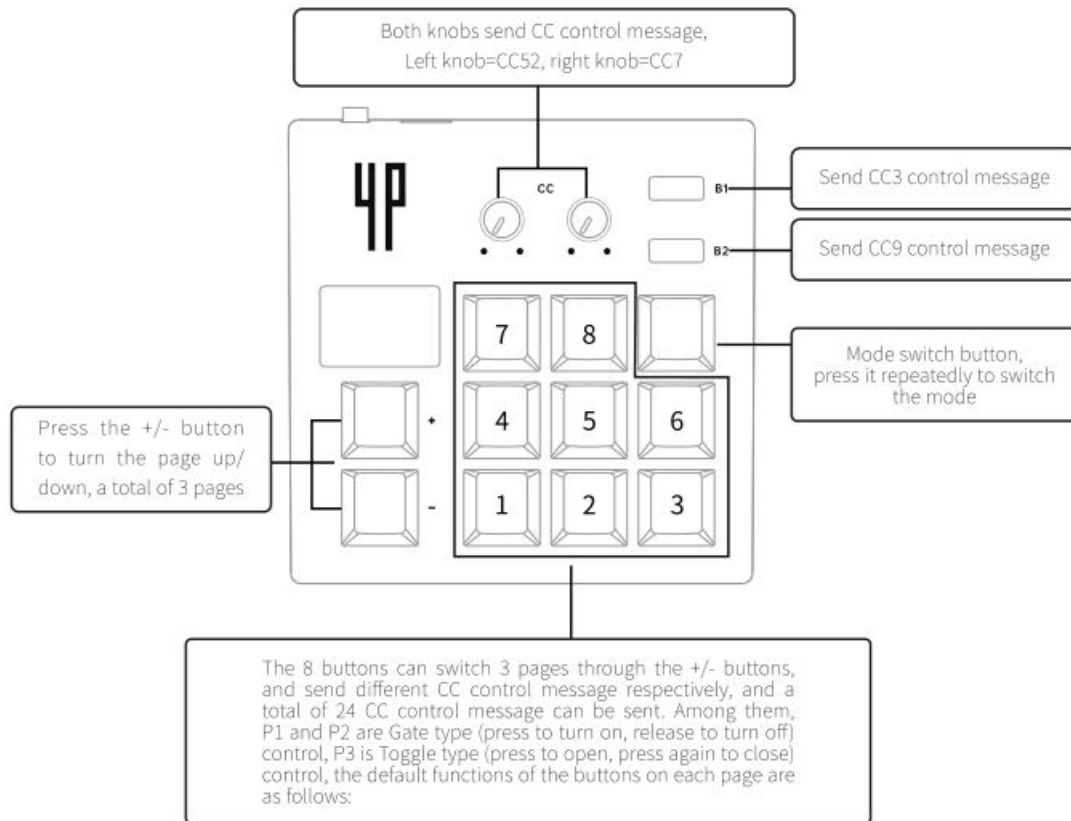 Both knobs send CC control message,
Left knob=CC52, right knob=CC7
CC
B1
Send CC3 control message
B2
Send CC9 control message
7
8
Mode switch button,
press it repeatedly to switch
the mode
Press the +/- button
to turn the page up/
down, a total of 3 pages
+
4
5
6
-
1
2
3
The 8 buttons can switch 3 pages through the +/- buttons,
and send different CC control message respectively, and a
total of 24 CC control message can be sent. Among them,
P1 and P2 are Gate type (press to turn on, release to turn off)
control, P3 is Toggle type (press to open, press again to close)
control, the default functions of the buttons on each page are
as follows: